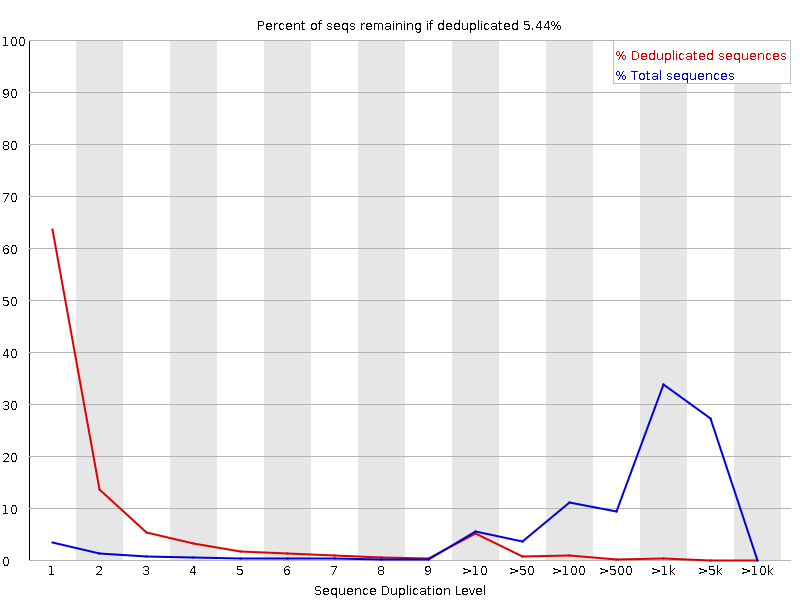 Percent of seqs remaining if deduplicated 5.44%
% Deduplicated sequences
% Total sequences
100
90
80
70
60
50
40
30
20
10
0
1 2 3 4 5 6 7 8 9 >10 >50 >100 >500 >1k >5k >10k
Sequence Duplication Level